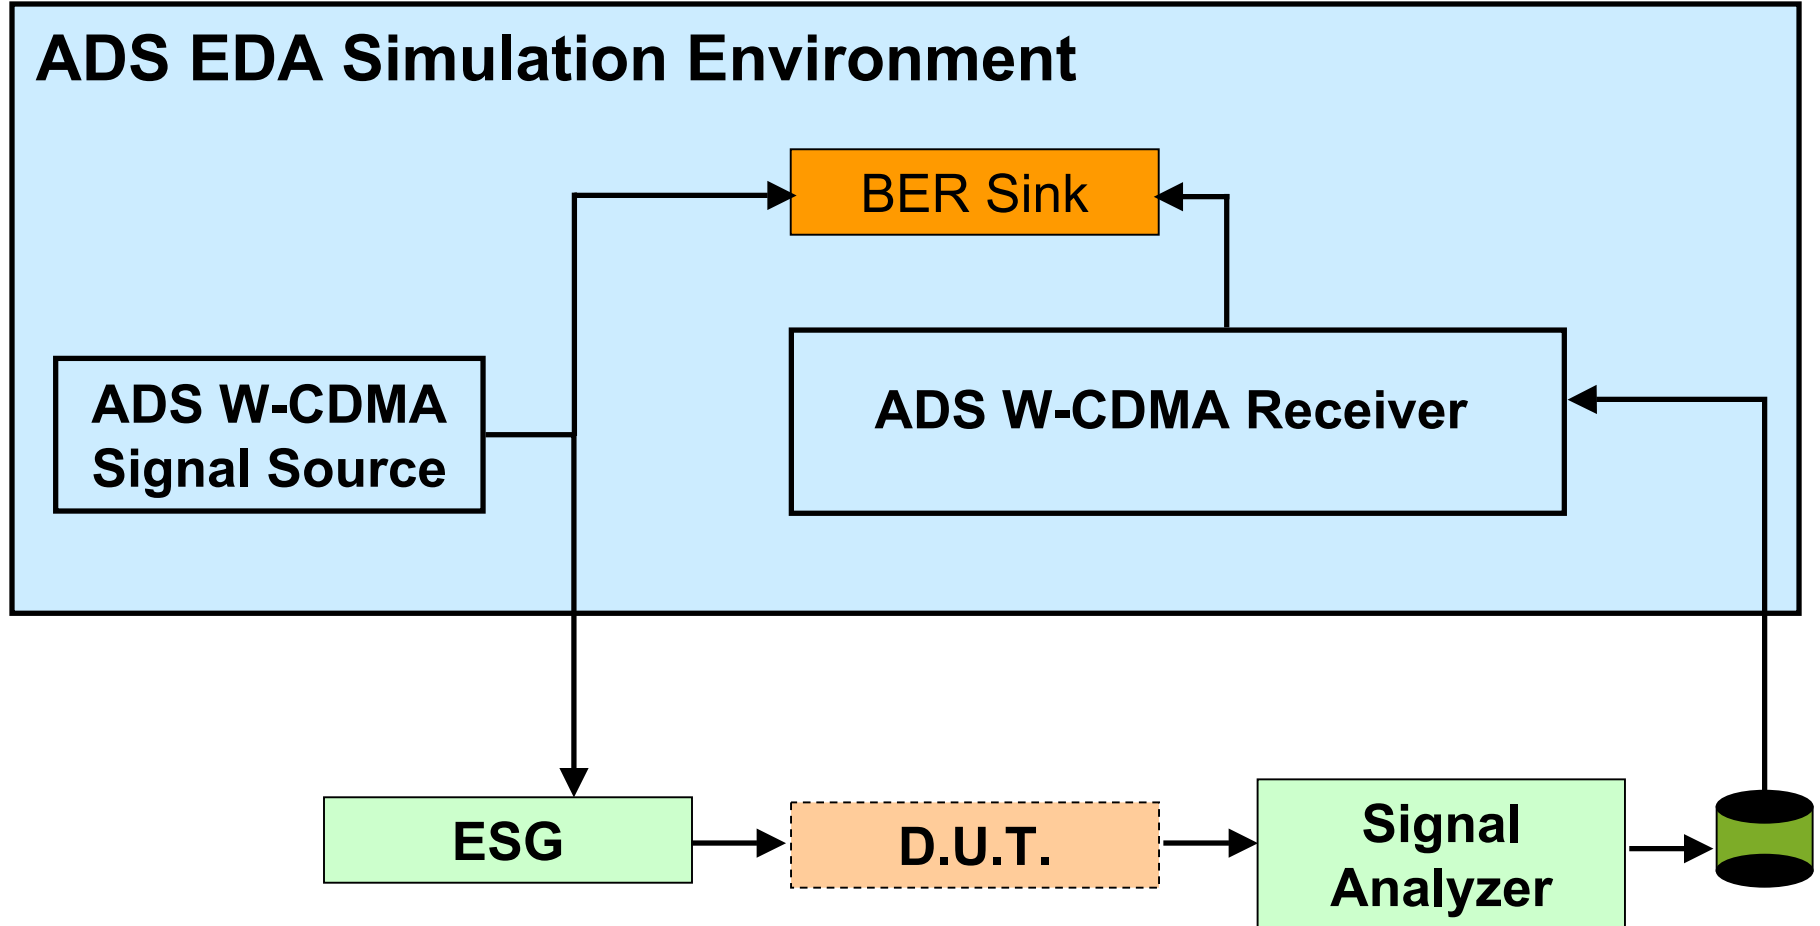 ADS EDA Simulation Environment
BER Sink
ADS W-CDMA
Signal Source
ADS W-CDMA Receiver
ESG
D.U.T.
Signal
Analyzer